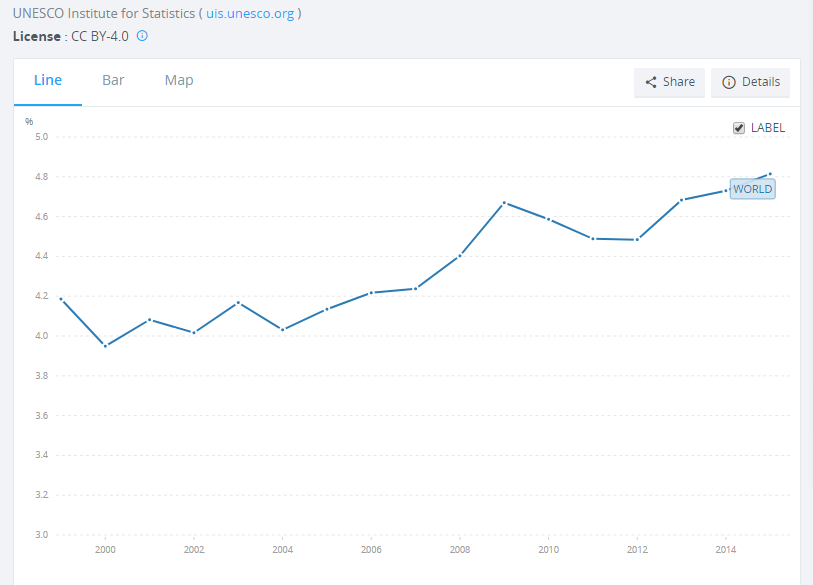 UNESCO Institute for Statistics ( uis.unesco.org )
License : CC BY-4.0
Line Bar Map Share Details
%
LABEL
5.0
4.8
WORLD
4.6
4.4
4.2
4.0
3.8
3.6
3.4
3.2
3.0
2000 2002 2004 2006 2008 2010 2012 2014